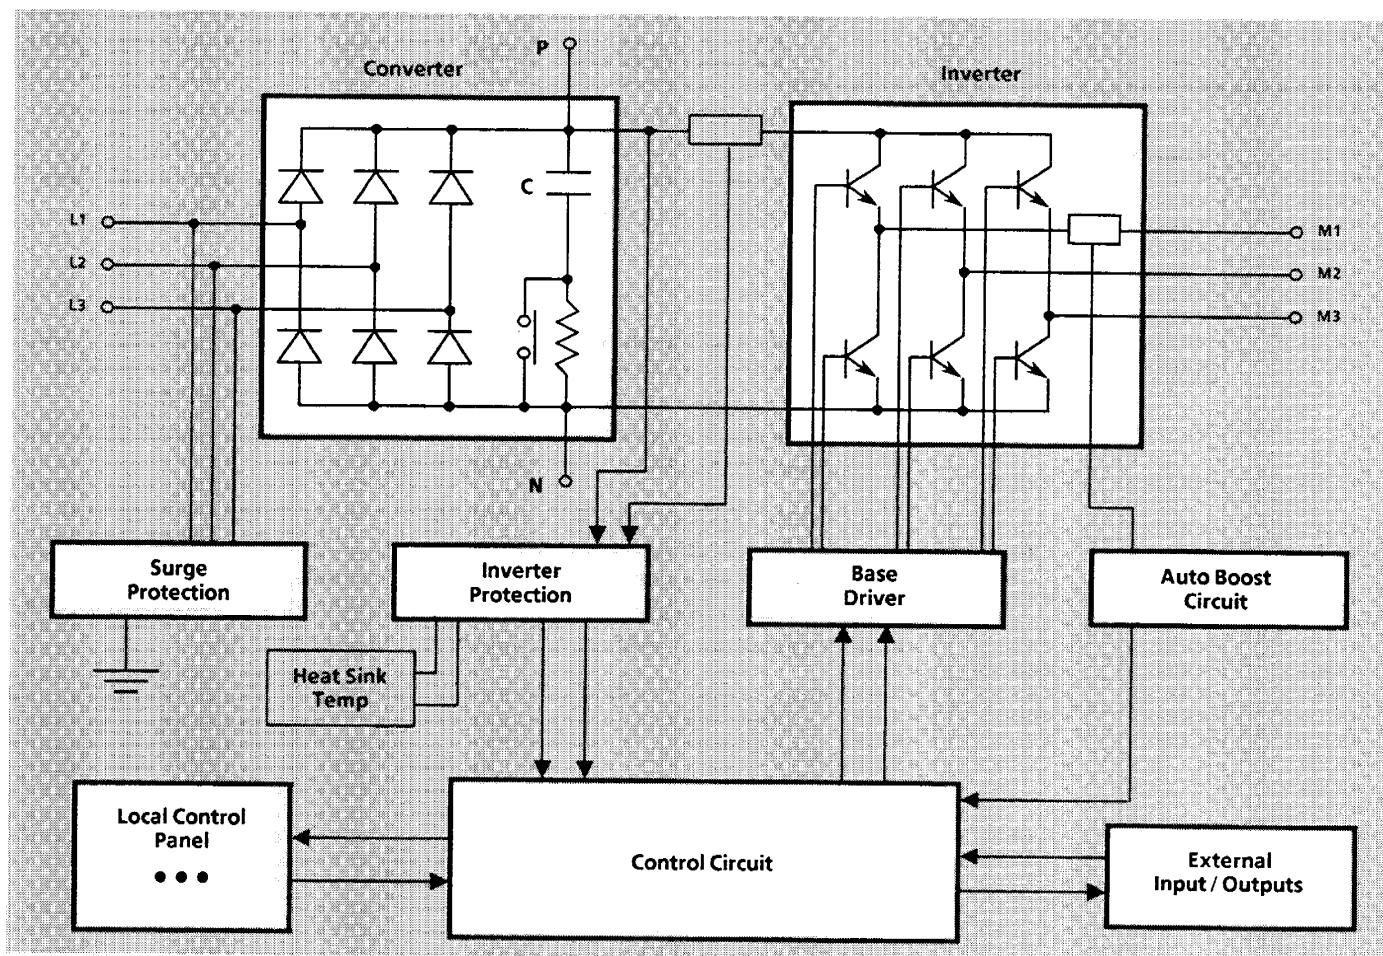 P
Converter
Inverter
C
L1
L2
L3
M1
M2
M3
N
Surge
Protection
Inverter
Protection
Base
Driver
Auto Boost
Circuit
Heat Sink
Temp
Local Control
Panel
Control Circuit
External
Input / Outputs